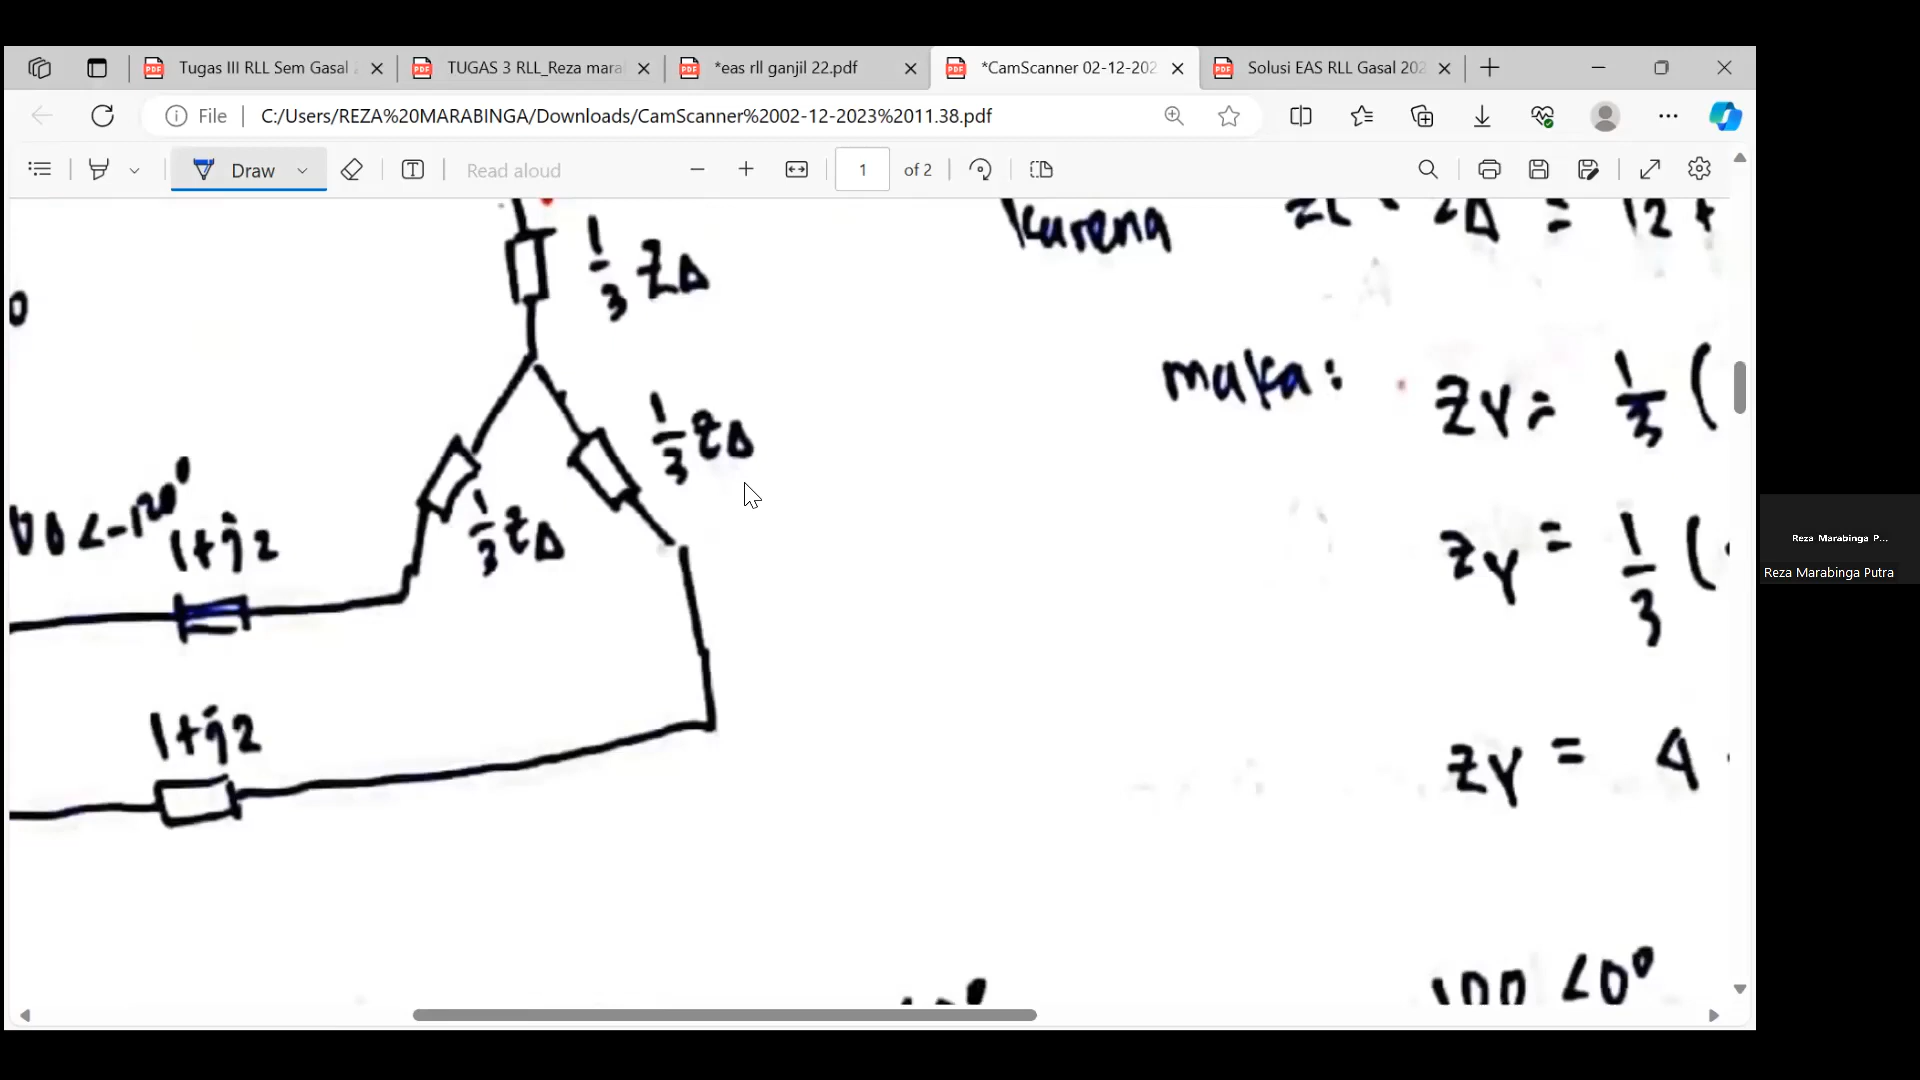 Tugas III RLL Sem Gasal
TUGAS 3 RLL_Reza mara
*eas rll ganjil 22.pdf
*CamScanner 02-12-202
Solusi EAS RLL Gasal 202
File
C:/Users/REZA%20MARABINGA/Downloads/CamScanner%2002-12-2023%2011.38.pdf
Draw
Read aloud
1
of 2
1/3 ZΔ
karena
ZΔ = 12 +
maka:
ZY = 1/3 (
1/3 ZΔ
<-120°
1+j2
1/3 ZΔ
ZY = 1/3 (
1+j2
ZY = 4
100 <0°
Reza Marabinga P...
Reza Marabinga Putra